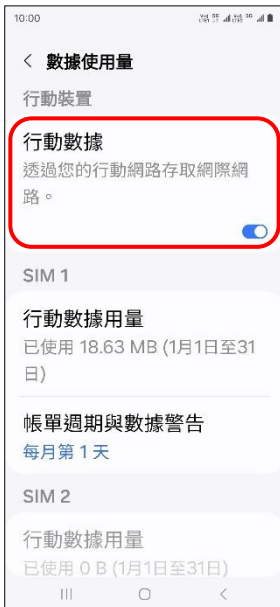 10:00
數據使用量
行動裝置
行動數據
透過您的行動網路存取網際網
路。
SIM 1
行動數據用量
已使用 18.63 MB (1月1日至31
日)
帳單週期與數據警告
每月第 1 天
SIM 2
行動數據用量
已使用 0 B (1月1日至31日)